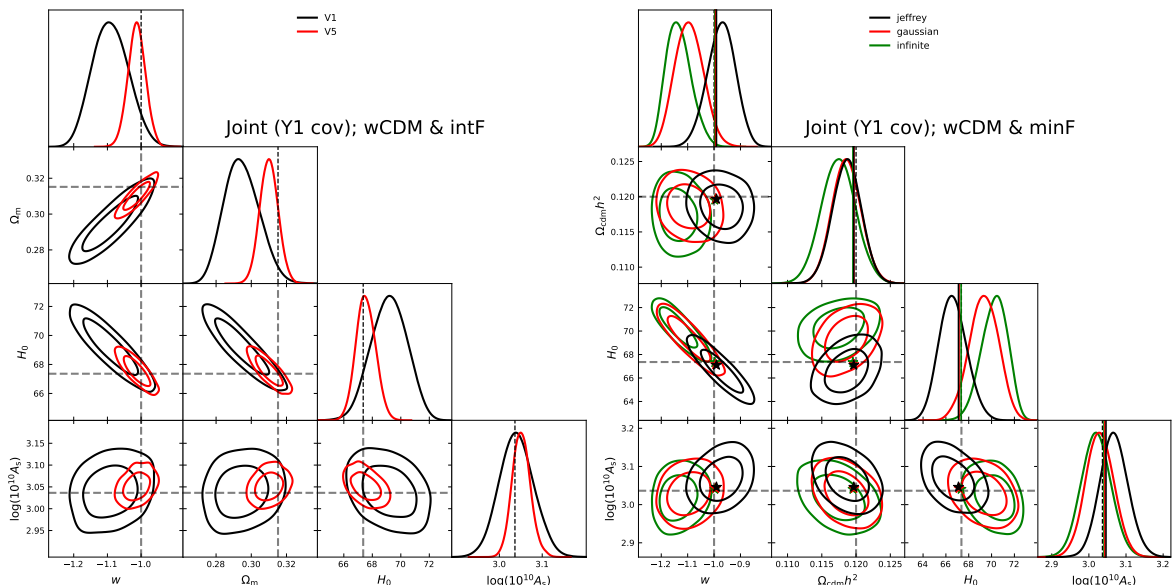 V1
V5
Joint (Y1 cov); wCDM & intF
0.32
0.30
0.28
Ωm
72
70
68
66
H0
3.15
3.10
3.05
3.00
2.95
log(10^10 As)
−1.2 −1.1 −1.0
w
0.28 0.30 0.32
Ωm
66 68 70 72
H0
3.0 3.1
log(10^10 As)
jeffrey
gaussian
infinite
Joint (Y1 cov); wCDM & minF
0.125
0.120
0.115
0.110
Ωcdm h^2
72
70
68
66
64
H0
3.2
3.1
3.0
2.9
log(10^10 As)
−1.2 −1.1 −1.0 −0.9
w
0.110 0.115 0.120 0.125
Ωcdm h^2
64 66 68 70 72
H0
2.9 3.0 3.1 3.2
log(10^10 As)